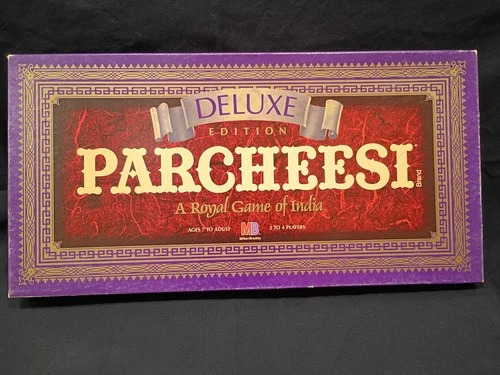 DELUXE
EDITION
PARCHEESI
Brand
A Royal Game of India
AGES 7 TO ADULT
MB
Milton Bradley
2 TO 4 PLAYERS